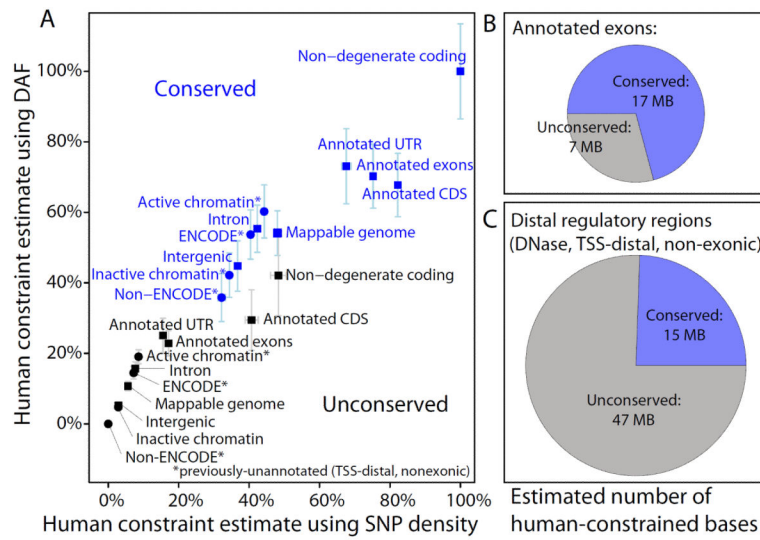 A
Human constraint estimate using DAF
100%
80%
60%
40%
20%
0%
Conserved
Non−degenerate coding
Annotated UTR
Annotated exons
Annotated CDS
Active chromatin*
Intron
ENCODE*
Mappable genome
Intergenic
Inactive chromatin*
Non−ENCODE*
Non−degenerate coding
Annotated CDS
Annotated UTR
Annotated exons
Active chromatin*
Intron
ENCODE*
Mappable genome
Intergenic
Inactive chromatin
Non−ENCODE*
Unconserved
*previously-unannotated (TSS-distal, nonexonic)
0% 20% 40% 60% 80% 100%
Human constraint estimate using SNP density
B
Annotated exons:
Conserved:
17 MB
Unconserved:
7 MB
C
Distal regulatory regions
(DNase, TSS-distal, non-exonic)
Conserved:
15 MB
Unconserved:
47 MB
Estimated number of
human-constrained bases